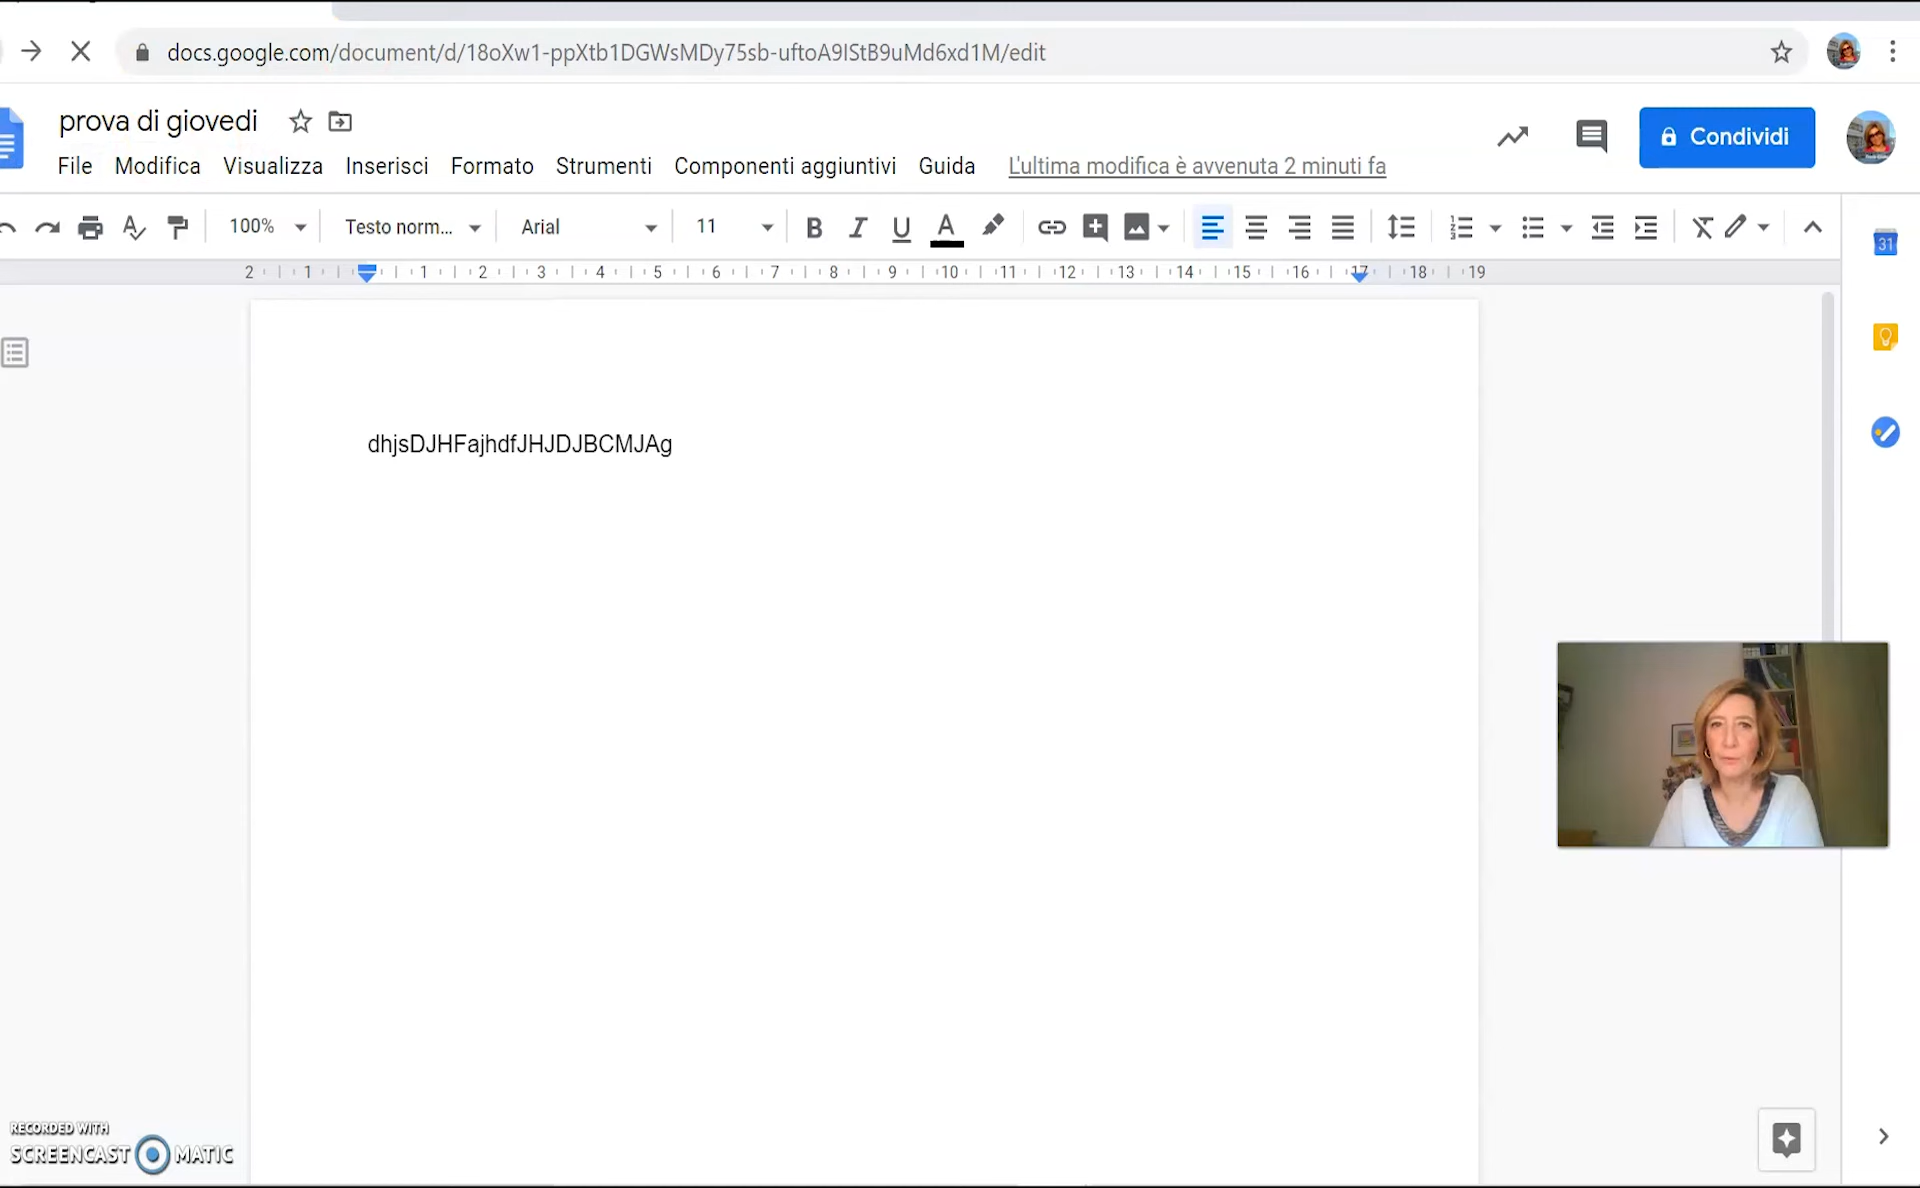 docs.google.com/document/d/18oXw1-ppXtb1DGWsMDy75sb-uftoA9IStB9uMd6xd1M/edit
prova di giovedi
Condividi
File Modifica Visualizza Inserisci Formato Strumenti Componenti aggiuntivi Guida L'ultima modifica è avvenuta 2 minuti fa
100% Testo norm... Arial 11 B I U A
31
2 1 1 2 3 4 5 6 7 8 9 10 11 12 13 14 15 16 17 18 19
dhjsDJHFajhdfJHJDJBCMJAg
RECORDED WITH
SCREENCAST MATIC